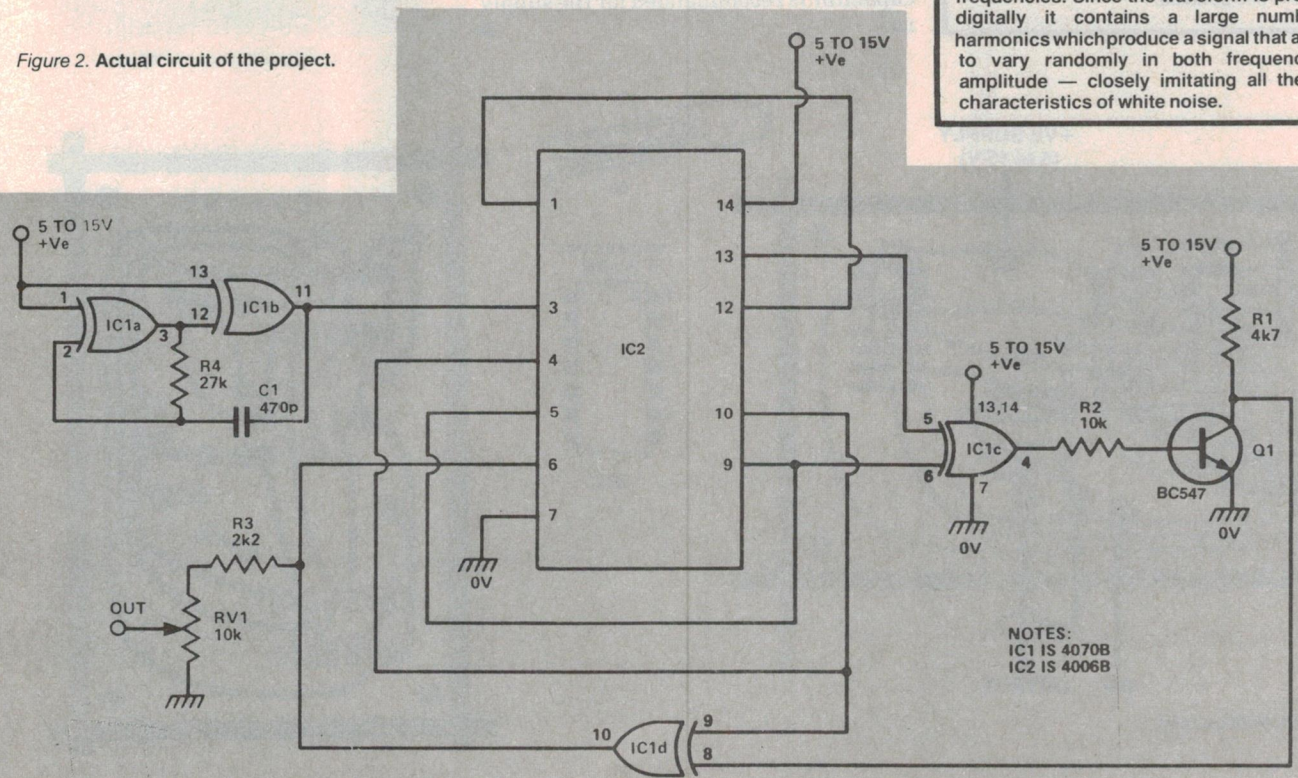 Figure 2. Actual circuit of the project.
digitally it contains a large
harmonics which produce a signal that
to vary randomly in both
amplitude — closely imitating all
characteristics of white noise.
5 TO 15V
+Ve
5 TO 15V
+Ve
1
2
IC1a
3
13
12
IC1b
11
R4
27k
C1
470p
1
3
4
5
6
7
IC2
14
13
12
10
9
0V
5 TO 15V
+Ve
13,14
5
6
IC1c
4
7
0V
R2
10k
5 TO 15V
+Ve
R1
4k7
Q1
BC547
0V
R3
2k2
OUT
RV1
10k
10
IC1d
9
8
NOTES:
IC1 IS 4070B
IC2 IS 4006B